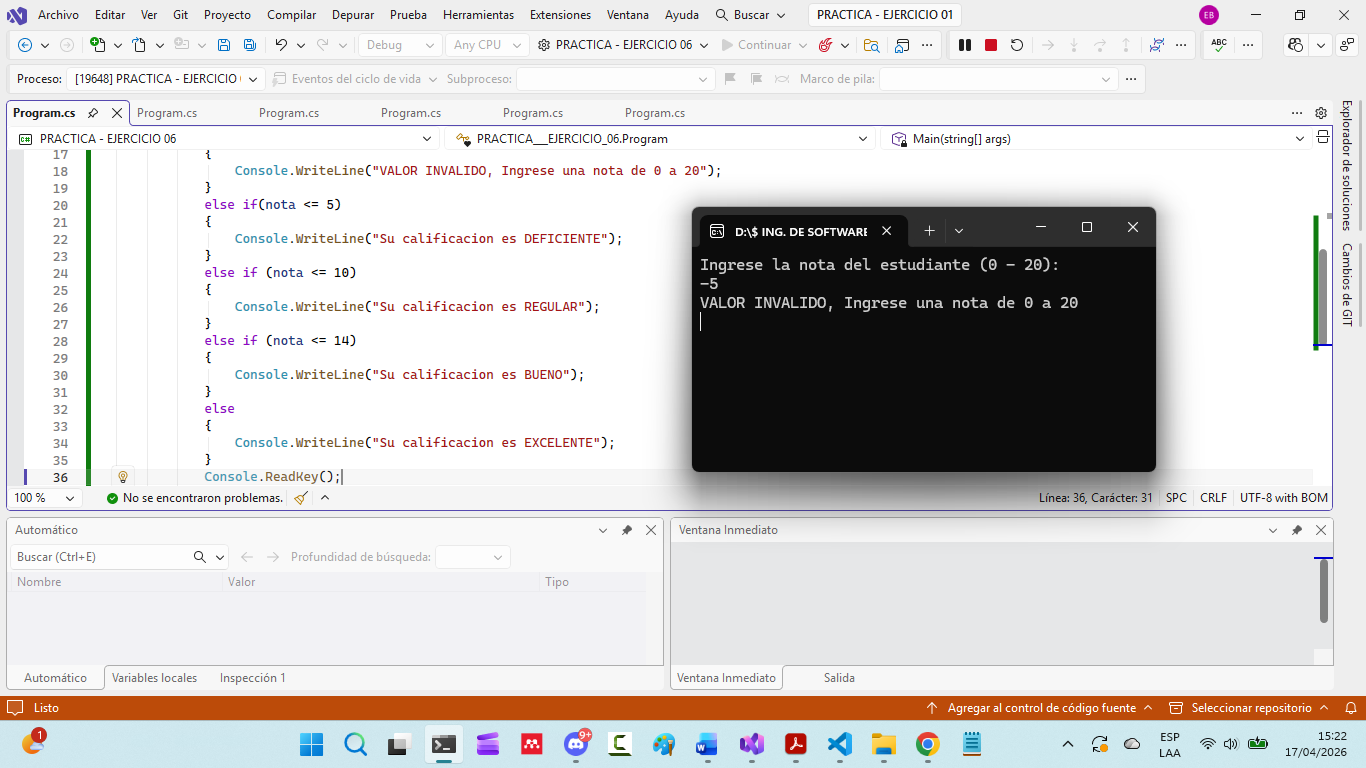 Archivo Editar Ver Git Proyecto Compilar Depurar Prueba Herramientas Extensiones Ventana Ayuda Buscar PRACTICA - EJERCICIO 01 EB
Debug Any CPU PRACTICA - EJERCICIO 06 Continuar ABC
Proceso: [19648] PRACTICA - EJERCICIO Eventos del ciclo de vida Subproceso: Marco de pila:
Program.cs Program.cs Program.cs Program.cs Program.cs Program.cs
C# PRACTICA - EJERCICIO 06 PRACTICA___EJERCICIO_06.Program Main(string[] args)
17 {
18 Console.WriteLine("VALOR INVALIDO, Ingrese una nota de 0 a 20");
19 }
20 else if(nota <= 5)
21 {
22 Console.WriteLine("Su calificacion es DEFICIENTE");
23 }
24 else if (nota <= 10)
25 {
26 Console.WriteLine("Su calificacion es REGULAR");
27 }
28 else if (nota <= 14)
29 {
30 Console.WriteLine("Su calificacion es BUENO");
31 }
32 else
33 {
34 Console.WriteLine("Su calificacion es EXCELENTE");
35 }
36 Console.ReadKey();
D:\$ ING. DE SOFTWARE
Ingrese la nota del estudiante (0 - 20):
-5
VALOR INVALIDO, Ingrese una nota de 0 a 20
Explorador de soluciones
Cambios de GIT
100 % No se encontraron problemas. Línea: 36, Carácter: 31 SPC CRLF UTF-8 with BOM
Automático
Buscar (Ctrl+E) Profundidad de búsqueda:
Nombre Valor Tipo
Automático Variables locales Inspección 1
Ventana Inmediato
Ventana Inmediato Salida
Listo Agregar al control de código fuente Seleccionar repositorio
1 9+ ESP 15:22
LAA 17/04/2026